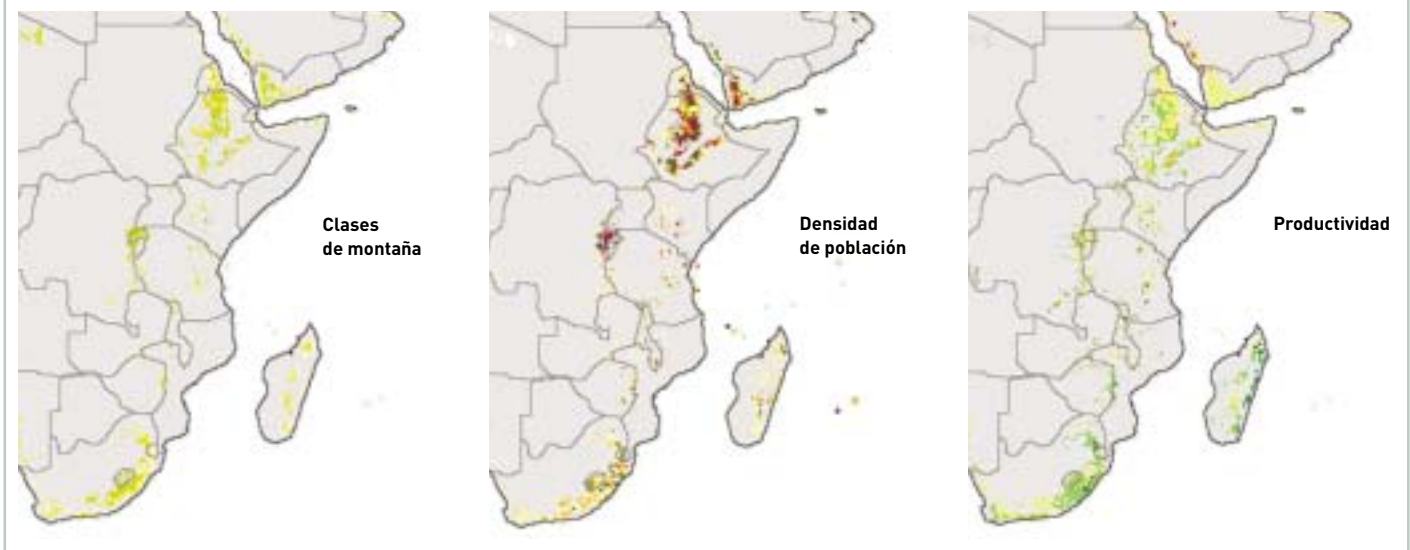 Clases
de montaña
Densidad
de población
Productividad